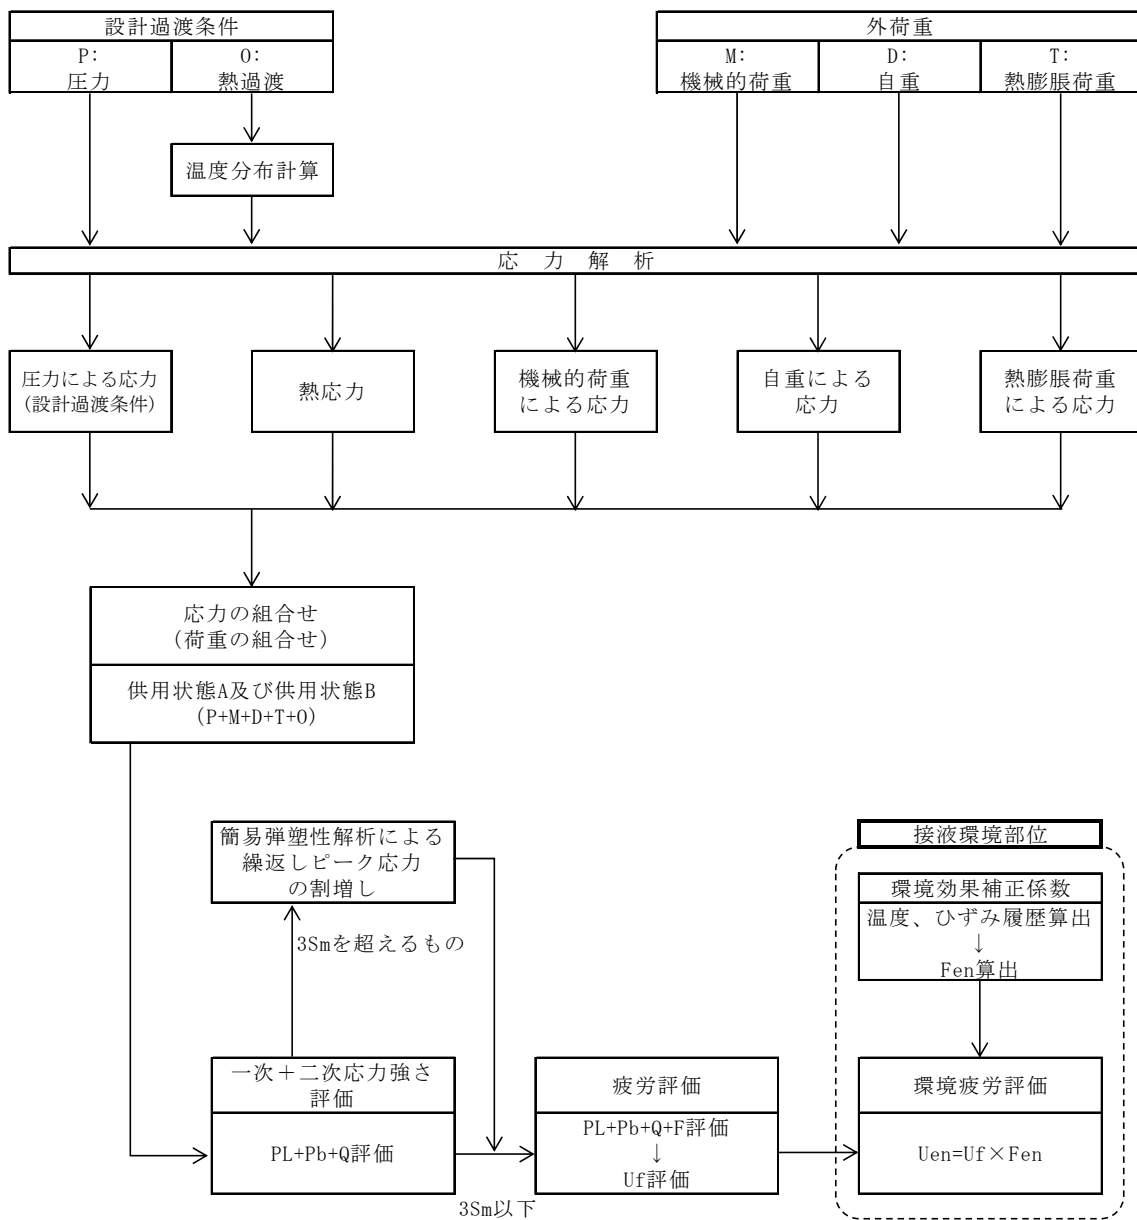 設計過渡条件
P:
圧力
O:
熱過渡
外荷重
M:
機械的荷重
D:
自重
T:
熱膨脹荷重
温度分布計算
応 力 解 析
圧力による応力
(設計過渡条件)
熱応力
機械的荷重
による応力
自重による
応力
熱膨脹荷重
による応力
応力の組合せ
(荷重の組合せ)
供用状態A及び供用状態B
(P+M+D+T+O)
簡易弾塑性解析による
繰返しピーク応力
の割増し
3Smを超えるもの
一次+二次応力強さ
評価
PL+Pb+Q評価
3Sm以下
疲労評価
PL+Pb+Q+F評価
↓
Uf評価
接液環境部位
環境効果補正係数
温度、ひずみ履歴算出
↓
Fen算出
環境疲労評価
Uen=Uf×Fen